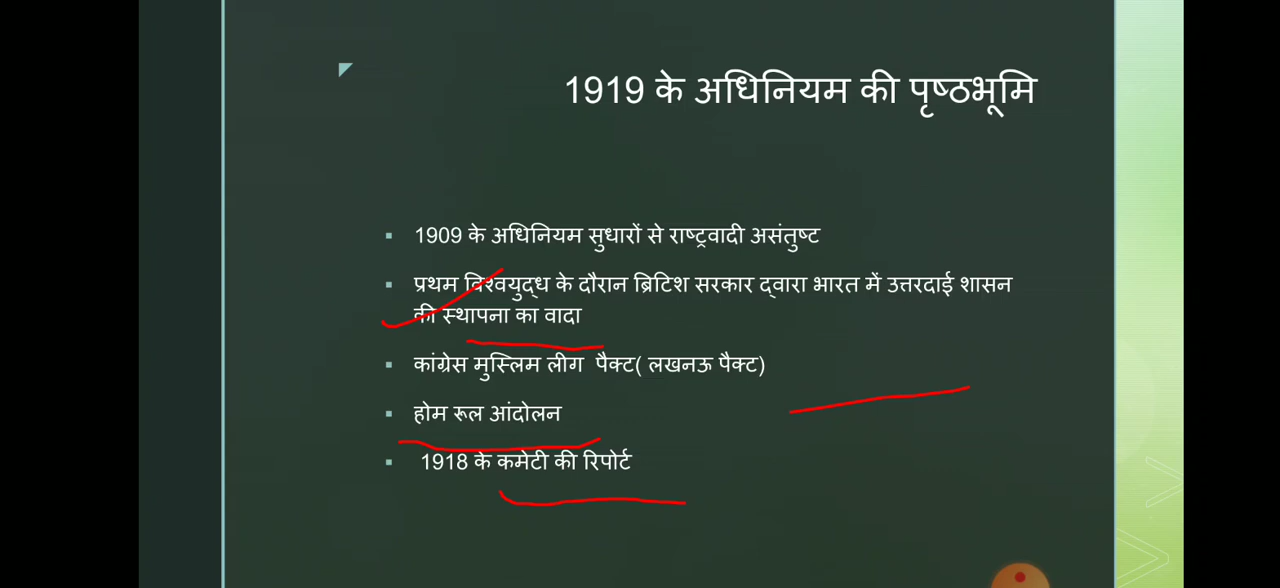 1919 के अधिनियम की पृष्ठभूमि
1909 के अधिनियम सुधारों से राष्ट्रवादी असंतुष्ट
प्रथम विश्वयुद्ध के दौरान ब्रिटिश सरकार द्वारा भारत में उत्तरदाई शासन
की स्थापना का वादा
कांग्रेस मुस्लिम लीग पैक्ट( लखनऊ पैक्ट)
होम रूल आंदोलन
1918 के कमेटी की रिपोर्ट